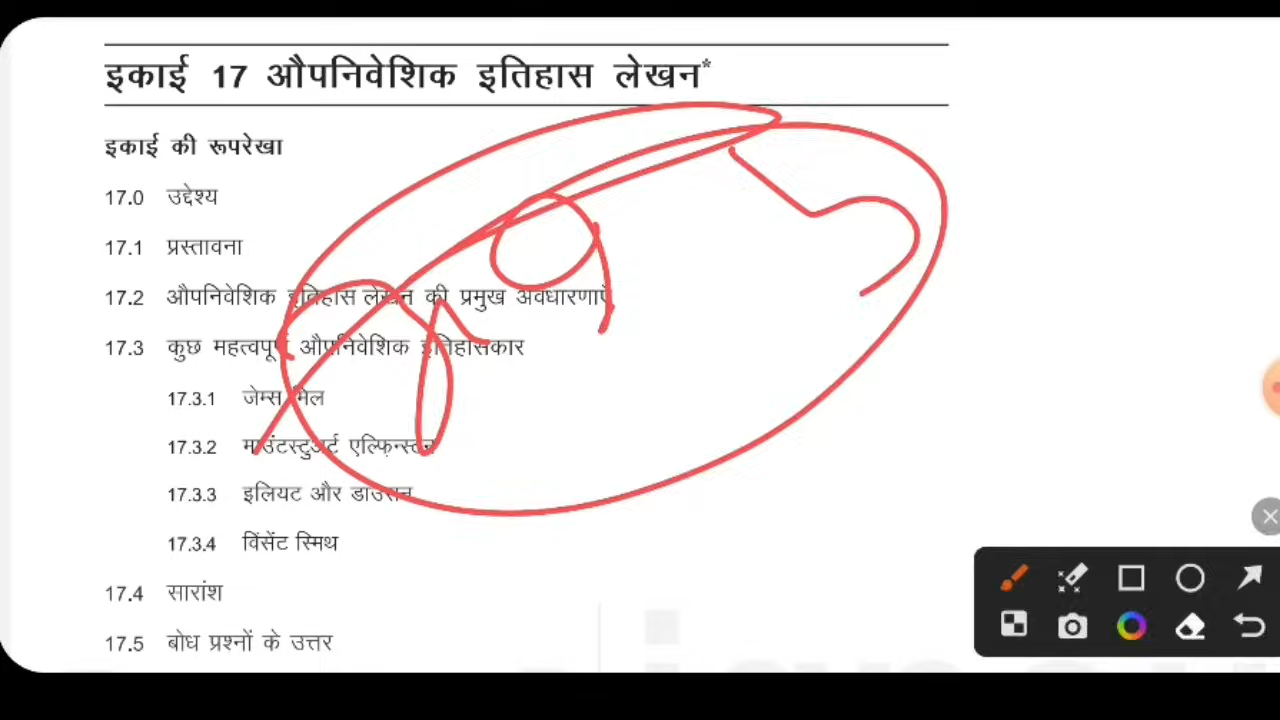 इकाई 17 औपनिवेशिक इतिहास लेखन*
इकाई की रूपरेखा
17.0 उद्देश्य
17.1 प्रस्तावना
17.2 औपनिवेशिक इतिहास लेखन की प्रमुख अवधारणाएँ
17.3 कुछ महत्वपूर्ण औपनिवेशिक इतिहासकार
17.3.1 जेम्स मिल
17.3.2 माउंटस्टुअर्ट एल्फ़िन्स्टन
17.3.3 इलियट और डाउसन
17.3.4 विंसेंट स्मिथ
17.4 सारांश
17.5 बोध प्रश्नों के उत्तर